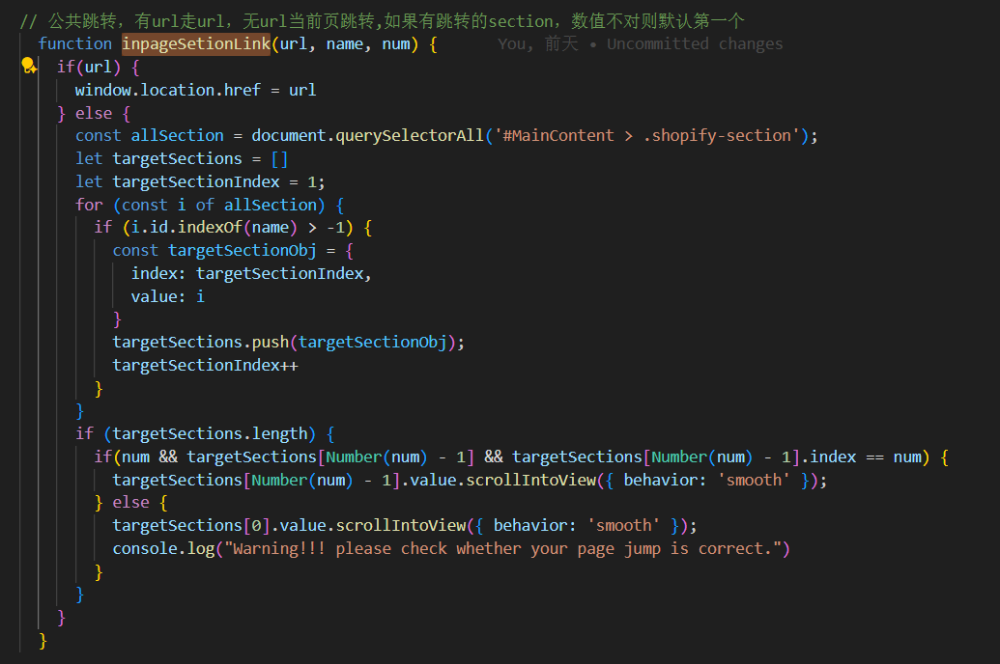 // 公共跳转，有url走url，无url当前页跳转,如果有跳转的section，数值不对则默认第一个
function inpageSetionLink(url, name, num) {      You, 前天 • Uncommitted changes
if(url) {
window.location.href = url
} else {
const allSection = document.querySelectorAll('#MainContent > .shopify-section');
let targetSections = []
let targetSectionIndex = 1;
for (const i of allSection) {
if (i.id.indexOf(name) > -1) {
const targetSectionObj = {
index: targetSectionIndex,
value: i
}
targetSections.push(targetSectionObj);
targetSectionIndex++
}
}
if (targetSections.length) {
if(num && targetSections[Number(num) - 1] && targetSections[Number(num) - 1].index == num) {
targetSections[Number(num) - 1].value.scrollIntoView({ behavior: 'smooth' });
} else {
targetSections[0].value.scrollIntoView({ behavior: 'smooth' });
console.log("Warning!!! please check whether your page jump is correct.")
}
}
}
}